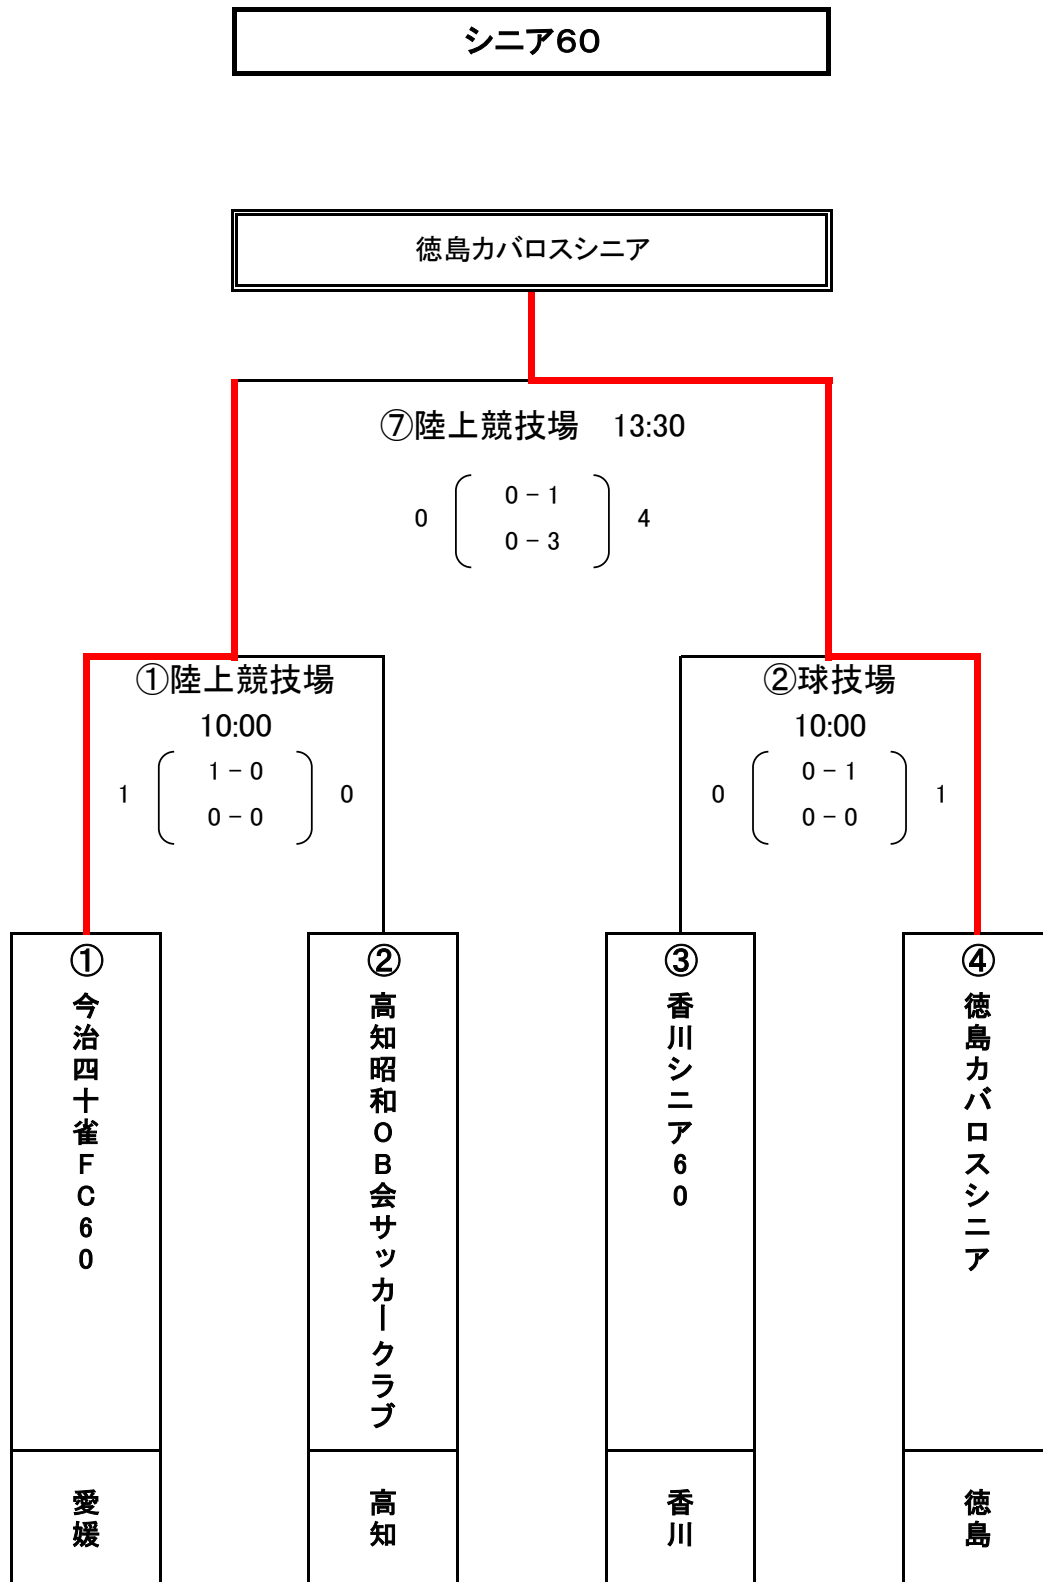 シニア60
徳島カバロスシニア
⑦陸上競技場　13:30
0 － 1
0　4
0 － 3
①陸上競技場
10:00
1 － 0
1　0
0 － 0
②球技場
10:00
0 － 1
0　1
0 － 0
①
今治四十雀FC60
愛媛
②
高知昭和OB会サッカークラブ
高知
③
香川シニア60
香川
④
徳島カバロスシニア
徳島